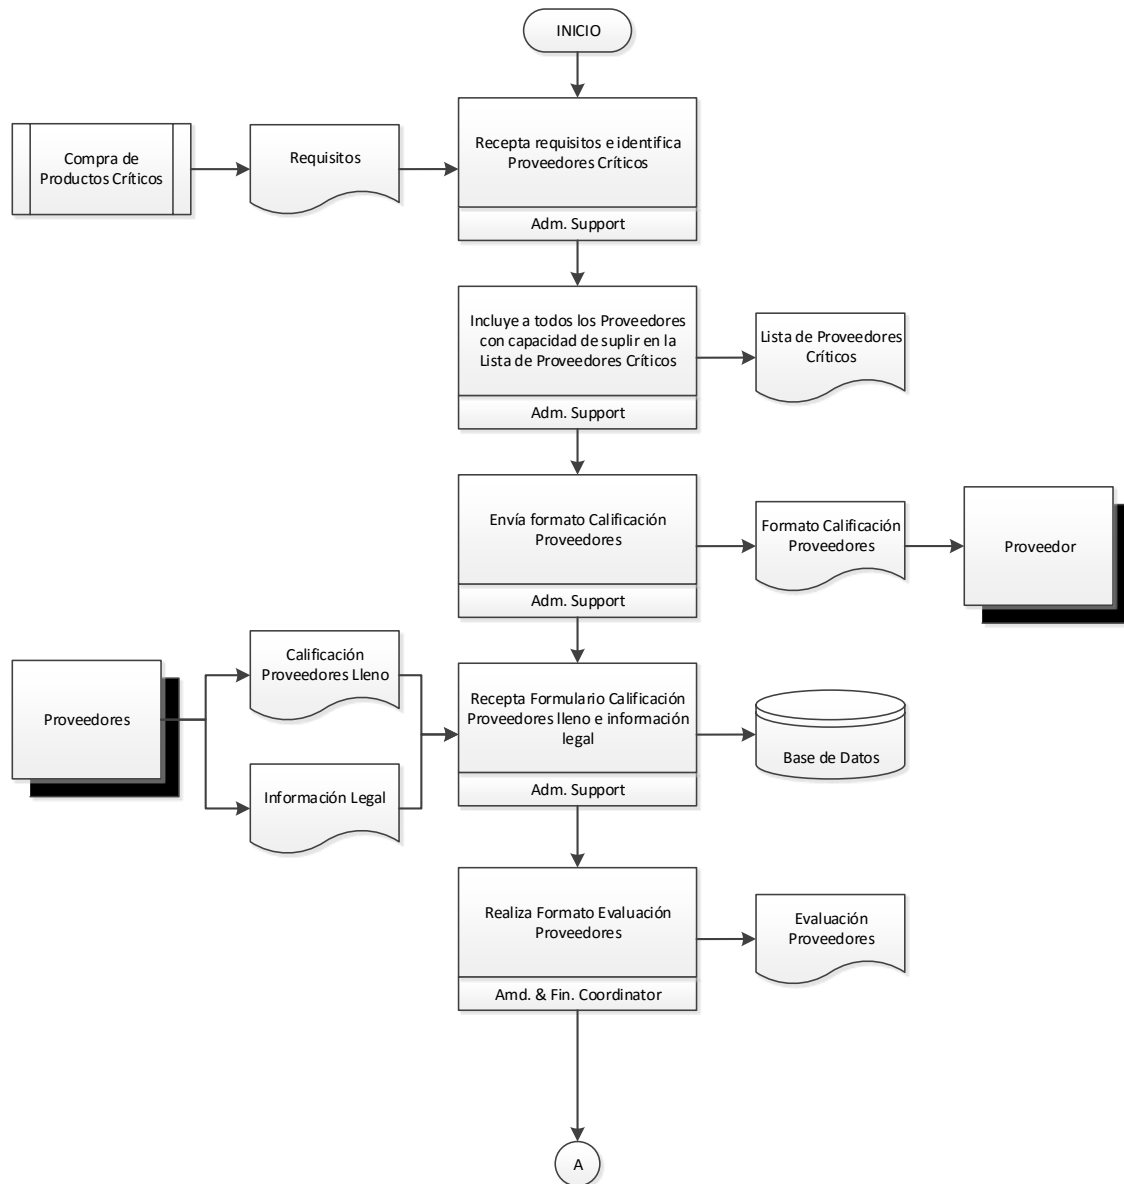 INICIO
Compra de
Productos Críticos
Requisitos
Recepta requisitos e identifica
Proveedores Críticos
Adm. Support
Incluye a todos los Proveedores
con capacidad de suplir en la
Lista de Proveedores Críticos
Adm. Support
Lista de Proveedores
Críticos
Envía formato Calificación
Proveedores
Adm. Support
Formato Calificación
Proveedores
Proveedor
Proveedores
Calificación
Proveedores Lleno
Información Legal
Recepta Formulario Calificación
Proveedores lleno e información
legal
Adm. Support
Base de Datos
Realiza Formato Evaluación
Proveedores
Amd. & Fin. Coordinator
Evaluación
Proveedores
A